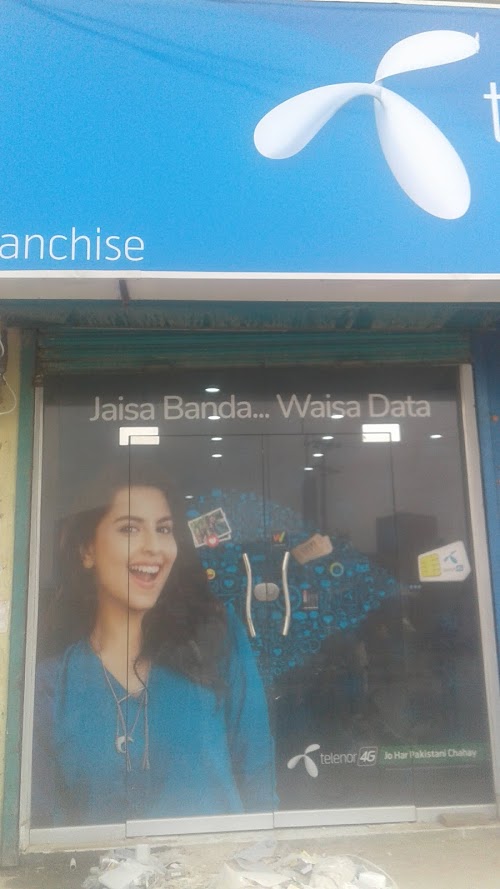 anchise
Jaisa Banda... Waisa Data
telenor 4G Jo Har Pakistani Chahay